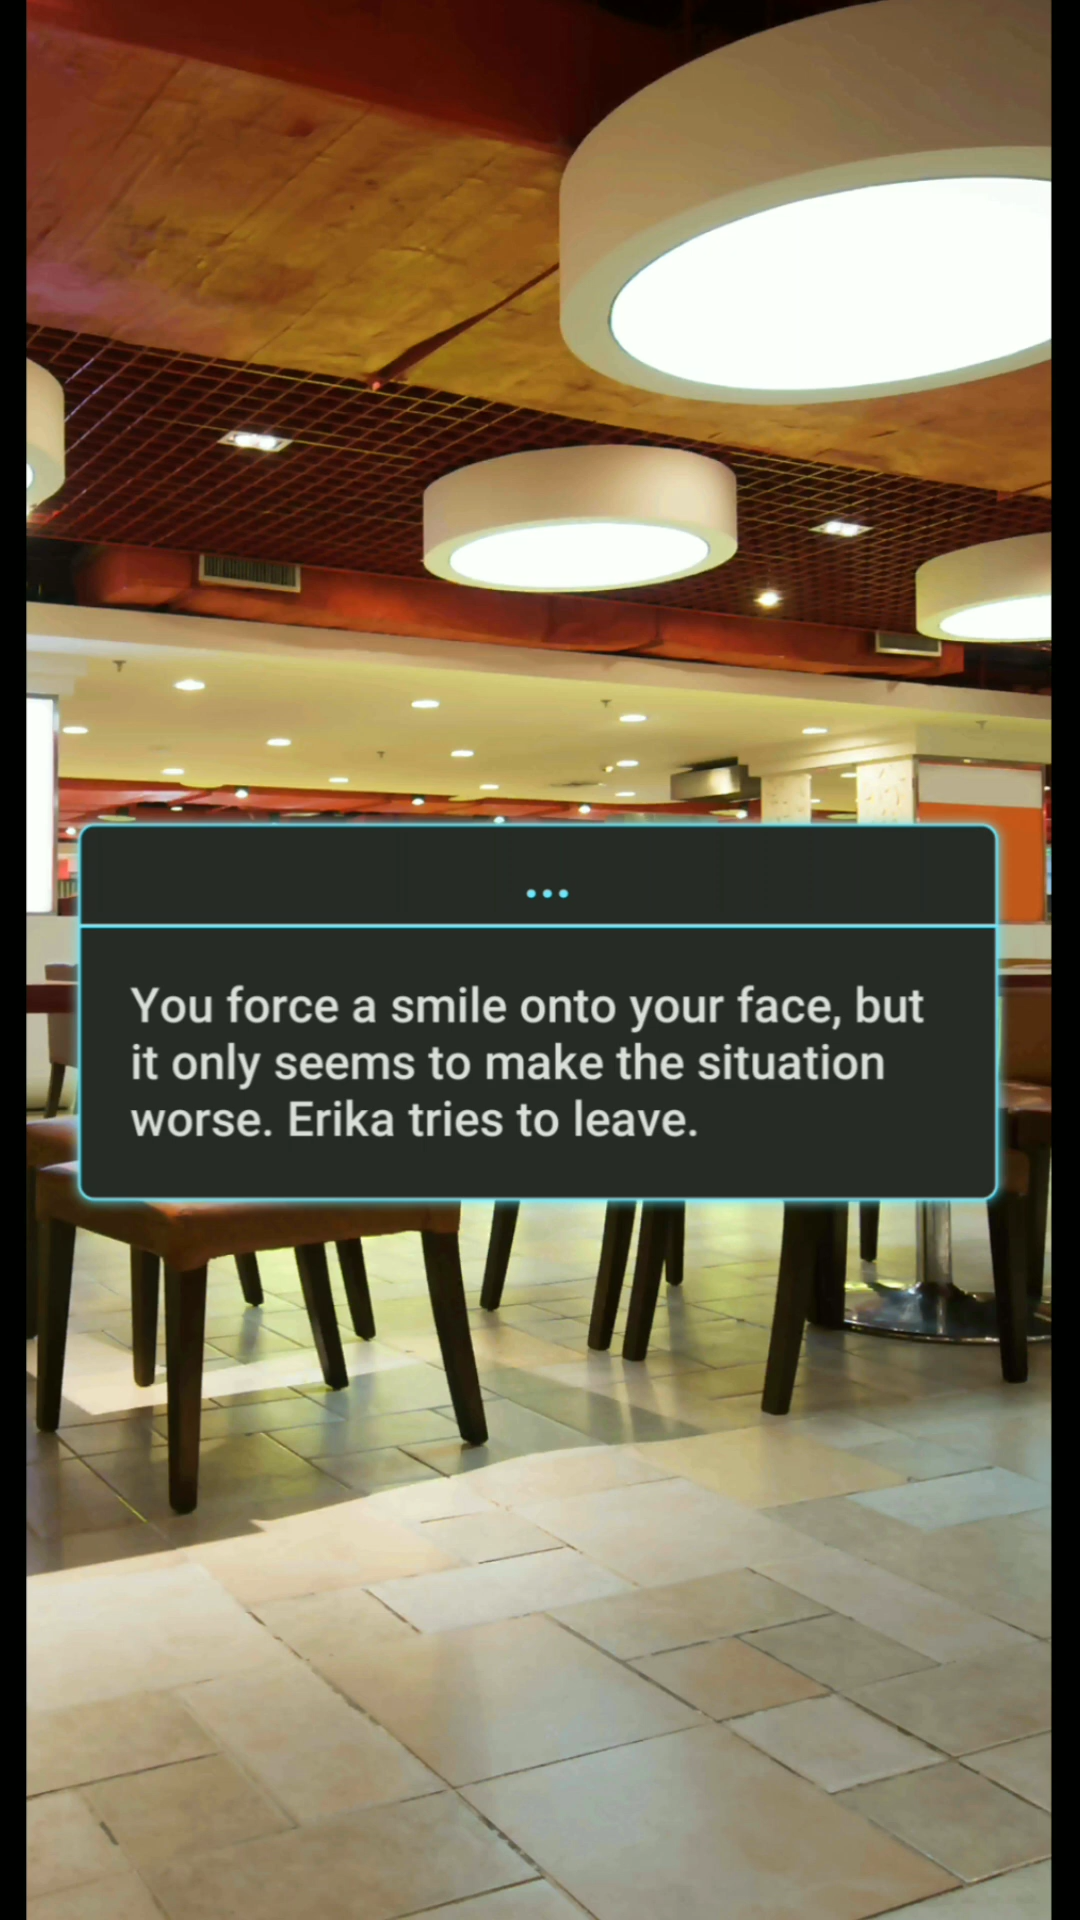 ...
You force a smile onto your face, but
it only seems to make the situation
worse. Erika tries to leave.